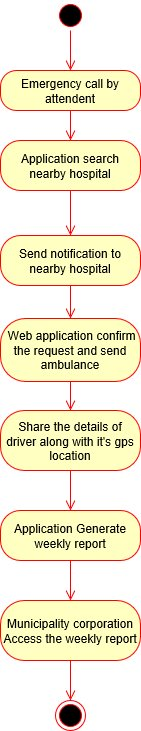 Emergency call by
attendent
Application search
nearby hospital
Send notification to
nearby hospital
Web application confirm
the request and send
ambulance
Share the details of
driver along with it's gps
location
Application Generate
weekly report
Municipality corporation
Access the weekly report